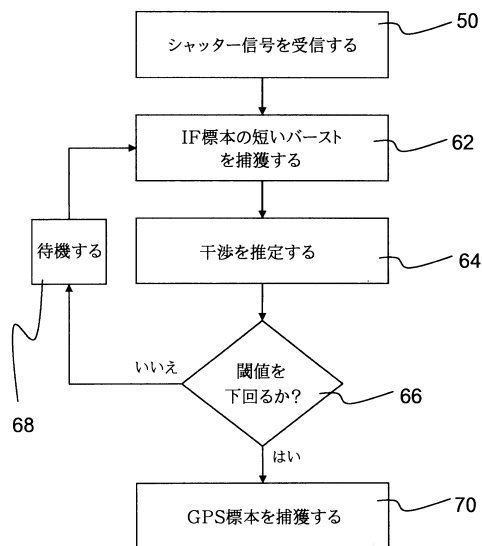 シャッター信号を受信する
50
IF標本の短いバースト
を捕獲する
62
干渉を推定する
64
待機する
68
閾値を
下回るか?
66
いいえ
はい
GPS標本を捕獲する
70